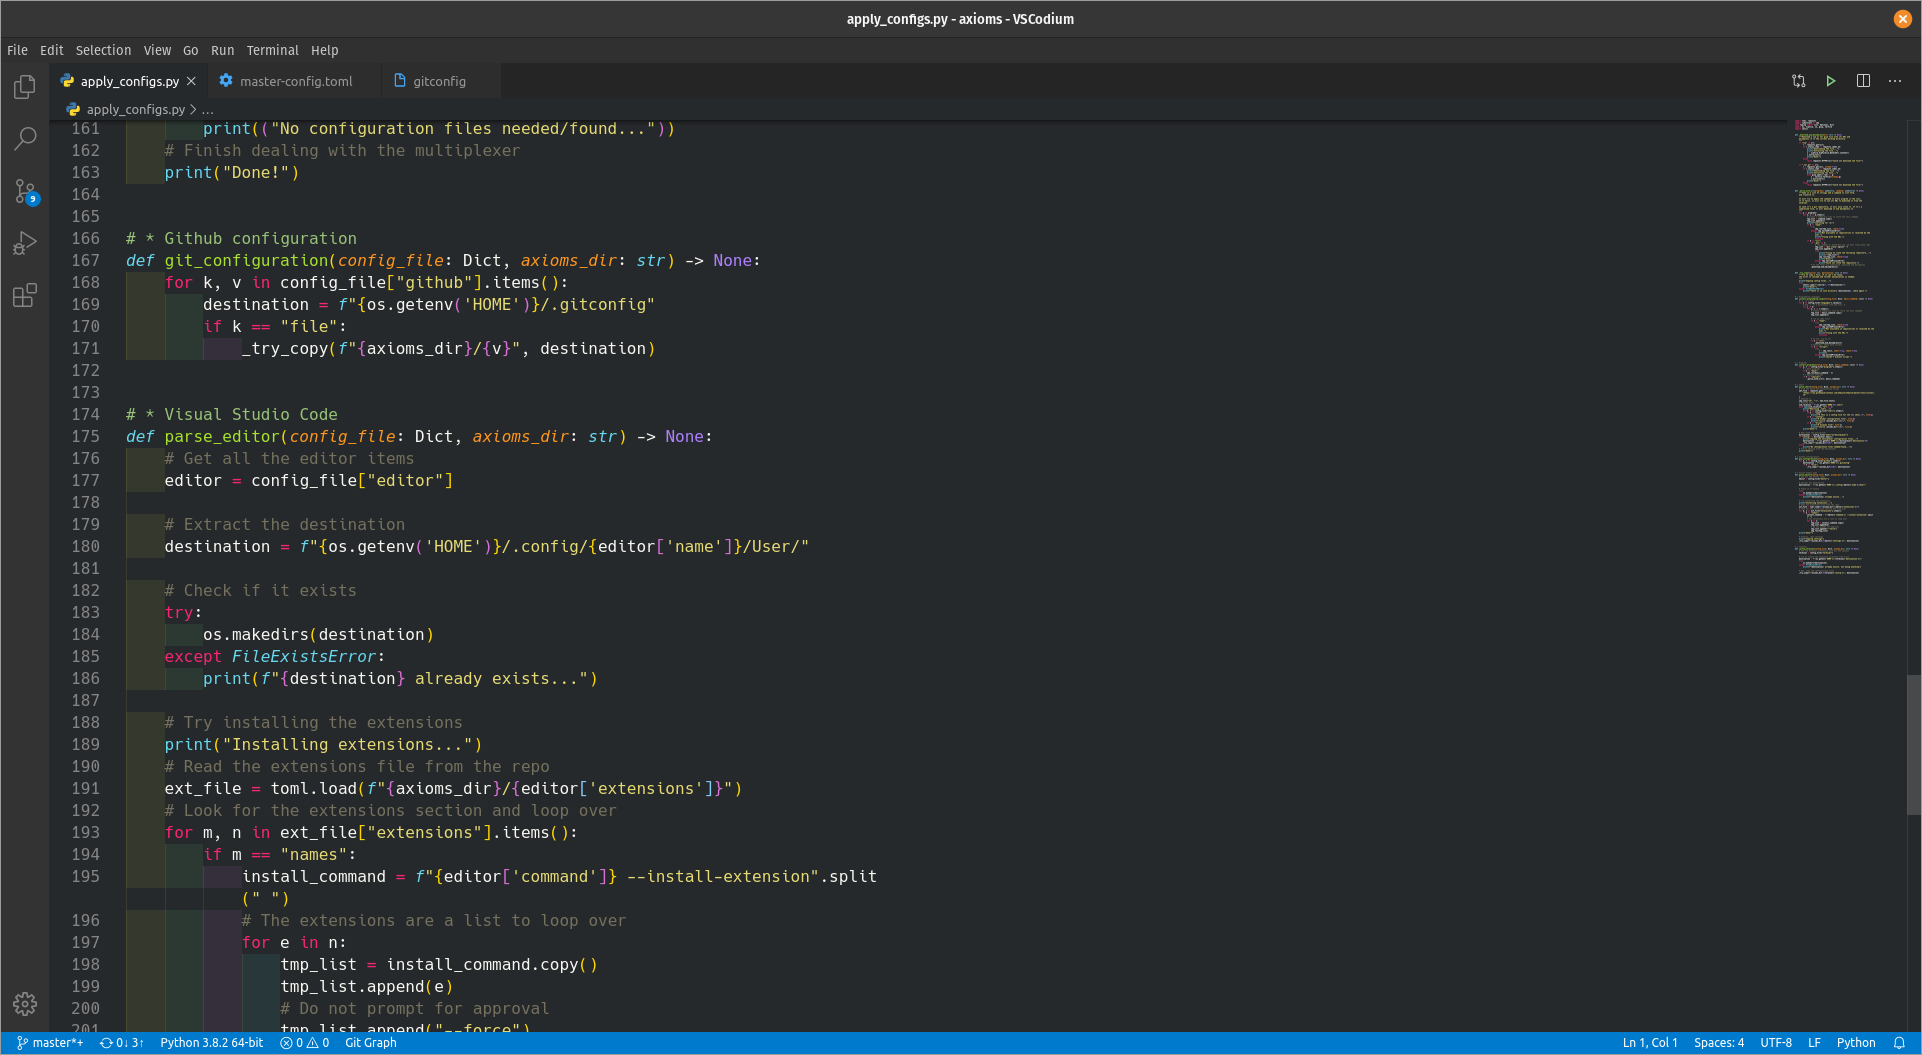 apply_configs.py - axioms - VSCodium
File Edit Selection View Go Run Terminal Help
apply_configs.py master-config.toml gitconfig
apply_configs.py > ...
161         print(("No configuration files needed/found..."))
162     # Finish dealing with the multiplexer
163     print("Done!")
164
165
166 # * Github configuration
167 def git_configuration(config_file: Dict, axioms_dir: str) -> None:
168     for k, v in config_file["github"].items():
169         destination = f"{os.getenv('HOME')}/.gitconfig"
170         if k == "file":
171             _try_copy(f"{axioms_dir}/{v}", destination)
172
173
174 # * Visual Studio Code
175 def parse_editor(config_file: Dict, axioms_dir: str) -> None:
176     # Get all the editor items
177     editor = config_file["editor"]
178
179     # Extract the destination
180     destination = f"{os.getenv('HOME')}/.config/{editor['name']}/User/"
181
182     # Check if it exists
183     try:
184         os.makedirs(destination)
185     except FileExistsError:
186         print(f"{destination} already exists...")
187
188     # Try installing the extensions
189     print("Installing extensions...")
190     # Read the extensions file from the repo
191     ext_file = toml.load(f"{axioms_dir}/{editor['extensions']}")
192     # Look for the extensions section and loop over
193     for m, n in ext_file["extensions"].items():
194         if m == "names":
195             install_command = f"{editor['command']} --install-extension".split
            (" ")
196             # The extensions are a list to loop over
197             for e in n:
198                 tmp_list = install_command.copy()
199                 tmp_list.append(e)
200                 # Do not prompt for approval
201                 tmp_list.append("--force")
9
master*+ 0↓ 3↑ Python 3.8.2 64-bit 0 0 Git Graph Ln 1, Col 1 Spaces: 4 UTF-8 LF Python